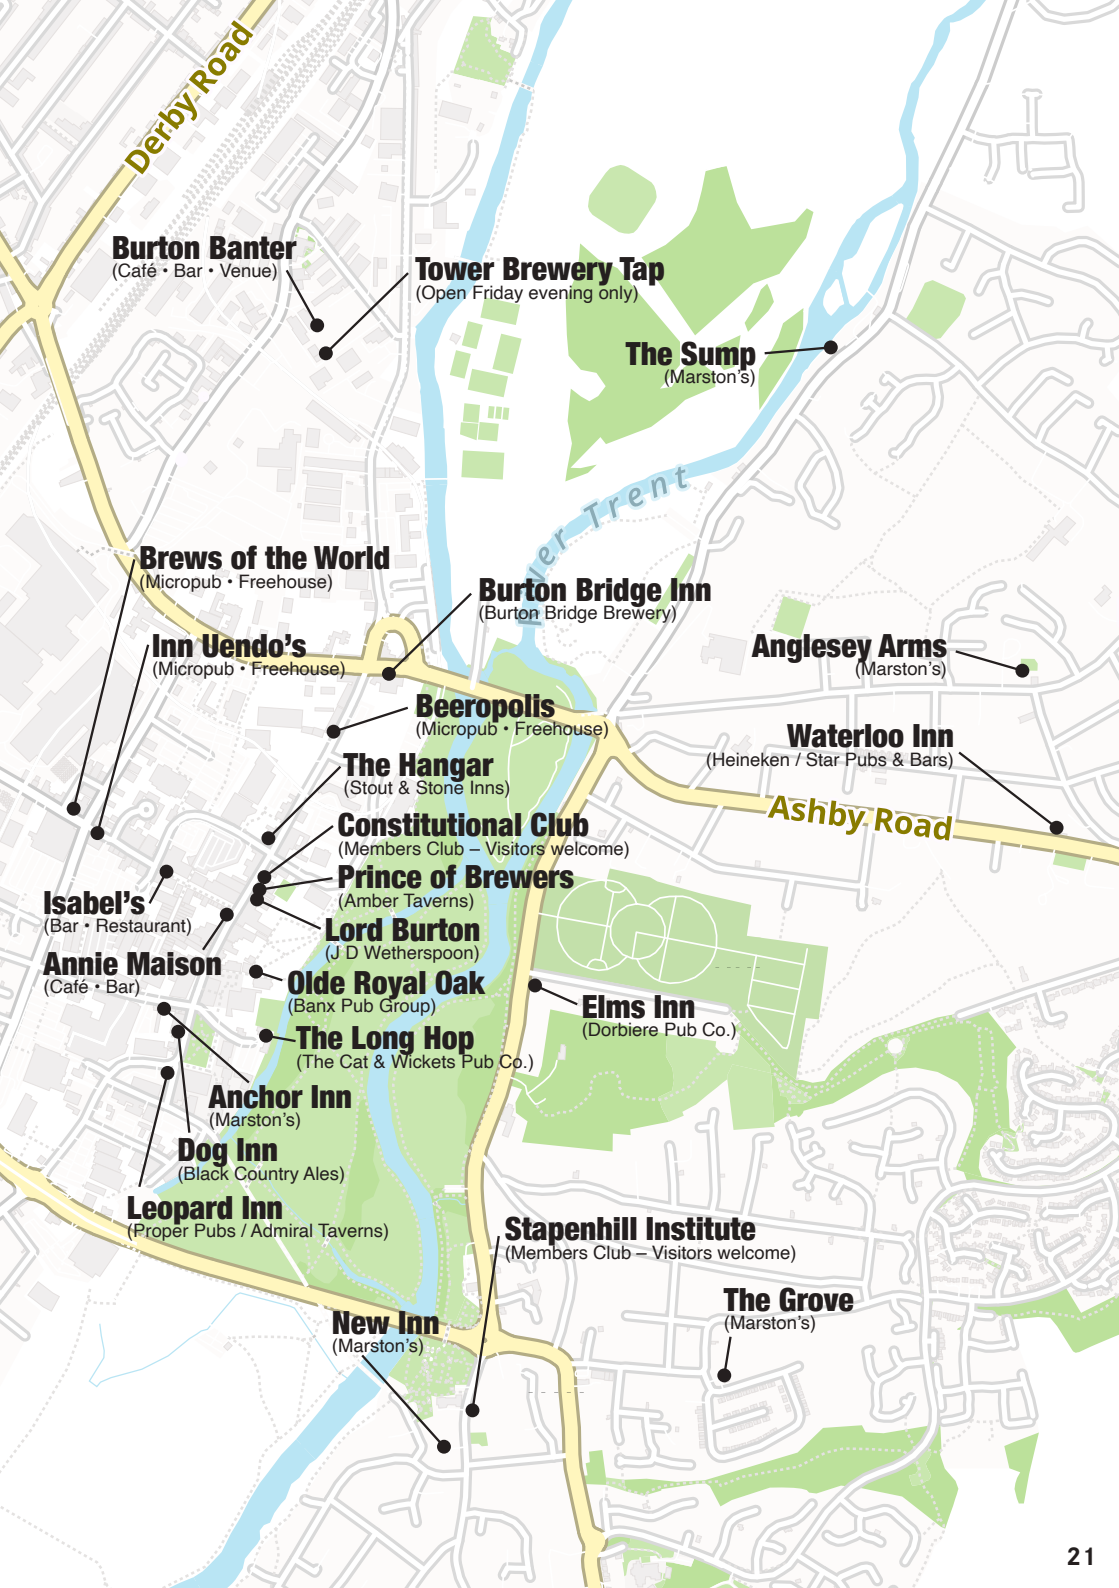 Derby Road
Burton Banter
(Café • Bar • Venue)
Tower Brewery Tap
(Open Friday evening only)
The Sump
(Marston’s)
River Trent
Brews of the World
(Micropub • Freehouse)
Burton Bridge Inn
(Burton Bridge Brewery)
Inn Uendo’s
(Micropub • Freehouse)
Anglesey Arms
(Marston’s)
Beeropolis
(Micropub • Freehouse)
Waterloo Inn
(Heineken / Star Pubs & Bars)
The Hangar
(Stout & Stone Inns)
Ashby Road
Constitutional Club
(Members Club – Visitors welcome)
Prince of Brewers
(Amber Taverns)
Isabel’s
(Bar • Restaurant)
Lord Burton
(J D Wetherspoon)
Annie Maison
(Café • Bar)
Olde Royal Oak
(Banx Pub Group)
Elms Inn
(Dorbiere Pub Co.)
The Long Hop
(The Cat & Wickets Pub Co.)
Anchor Inn
(Marston’s)
Dog Inn
(Black Country Ales)
Leopard Inn
(Proper Pubs / Admiral Taverns)
Stapenhill Institute
(Members Club – Visitors welcome)
The Grove
(Marston’s)
New Inn
(Marston’s)
21